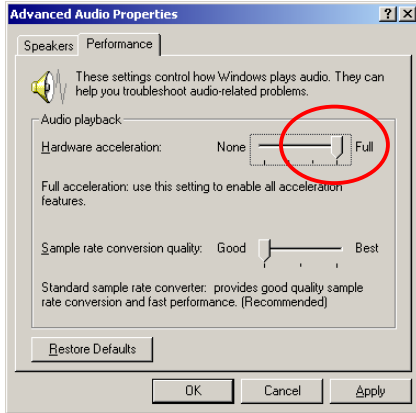 Advanced Audio Properties
Speakers Performance
These settings control how Windows plays audio. They can
help you troubleshoot audio-related problems.
Audio playback
Hardware acceleration: None Full
Full acceleration: use this setting to enable all acceleration
features.
Sample rate conversion quality: Good Best
Standard sample rate converter: provides good quality sample
rate conversion and fast performance. (Recommended)
Restore Defaults
OK Cancel Apply